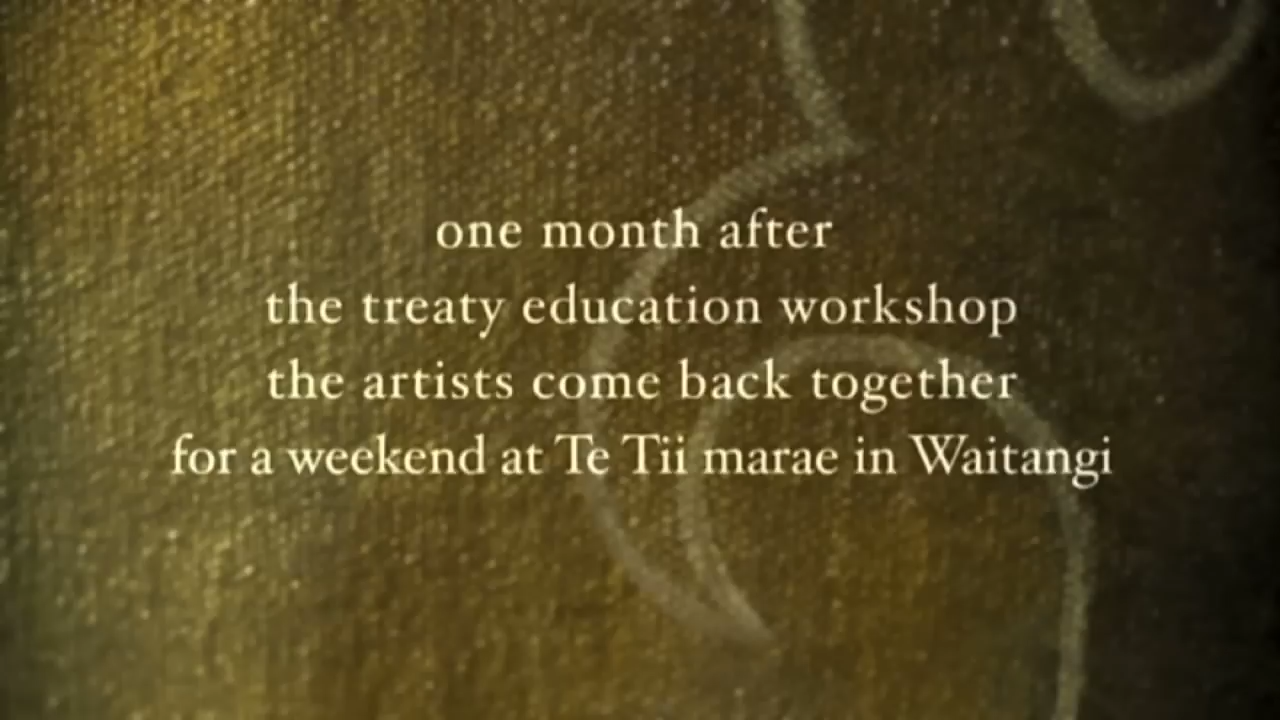 one month after
the treaty education workshop
the artists come back together
for a weekend at Te Tii marae in Waitangi